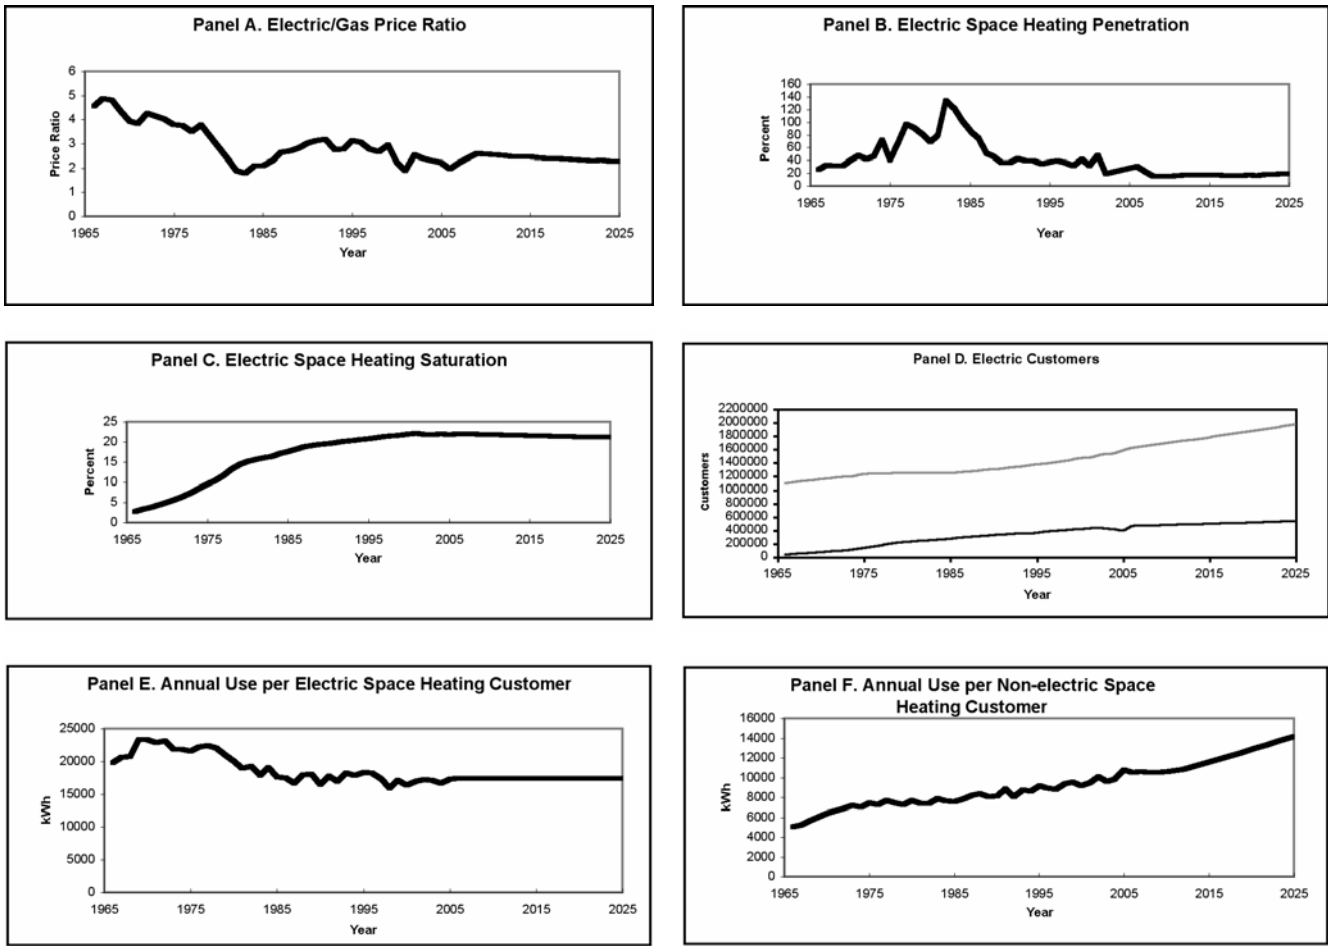 Panel A. Electric/Gas Price Ratio
6
5
4
3
2
1
0
Price Ratio
1965 1975 1985 1995 2005 2015 2025
Year
Panel B. Electric Space Heating Penetration
160
140
120
100
80
60
40
20
0
Percent
1965 1975 1985 1995 2005 2015 2025
Year
Panel C. Electric Space Heating Saturation
25
20
15
10
5
0
Percent
1965 1975 1985 1995 2005 2015 2025
Year
Panel D. Electric Customers
2200000
2000000
1800000
1600000
1400000
1200000
1000000
800000
600000
400000
200000
0
Customers
1965 1975 1985 1995 2005 2015 2025
Year
Panel E. Annual Use per Electric Space Heating Customer
25000
20000
15000
10000
5000
0
kWh
1965 1975 1985 1995 2005 2015 2025
Year
Panel F. Annual Use per Non-electric Space
Heating Customer
16000
14000
12000
10000
8000
6000
4000
2000
0
kWh
1965 1975 1985 1995 2005 2015 2025
Year